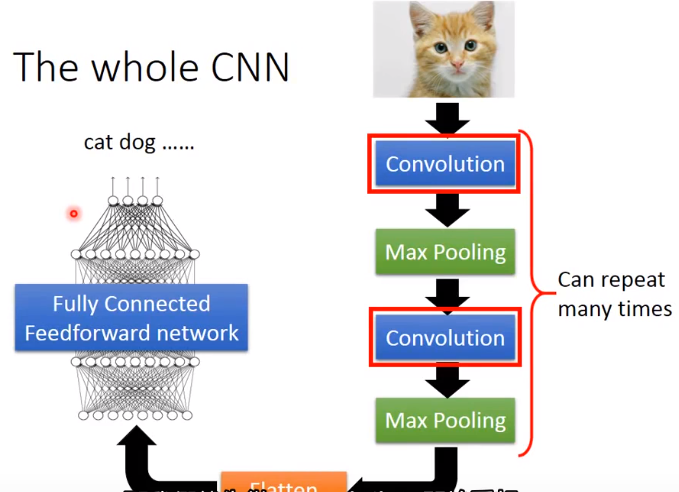 The whole CNN
cat dog ……
Convolution
Max Pooling
Convolution
Max Pooling
Can repeat
many times
Flatten
Fully Connected
Feedforward network